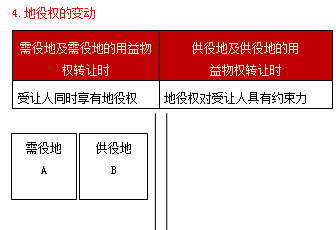 4. 地役权的变动
需役地及需役地的用益物
权转让时
供役地及供役地的用
益物权转让时
受让人同时享有地役权
地役权对受让人具有约束力
需役地
A
供役地
B